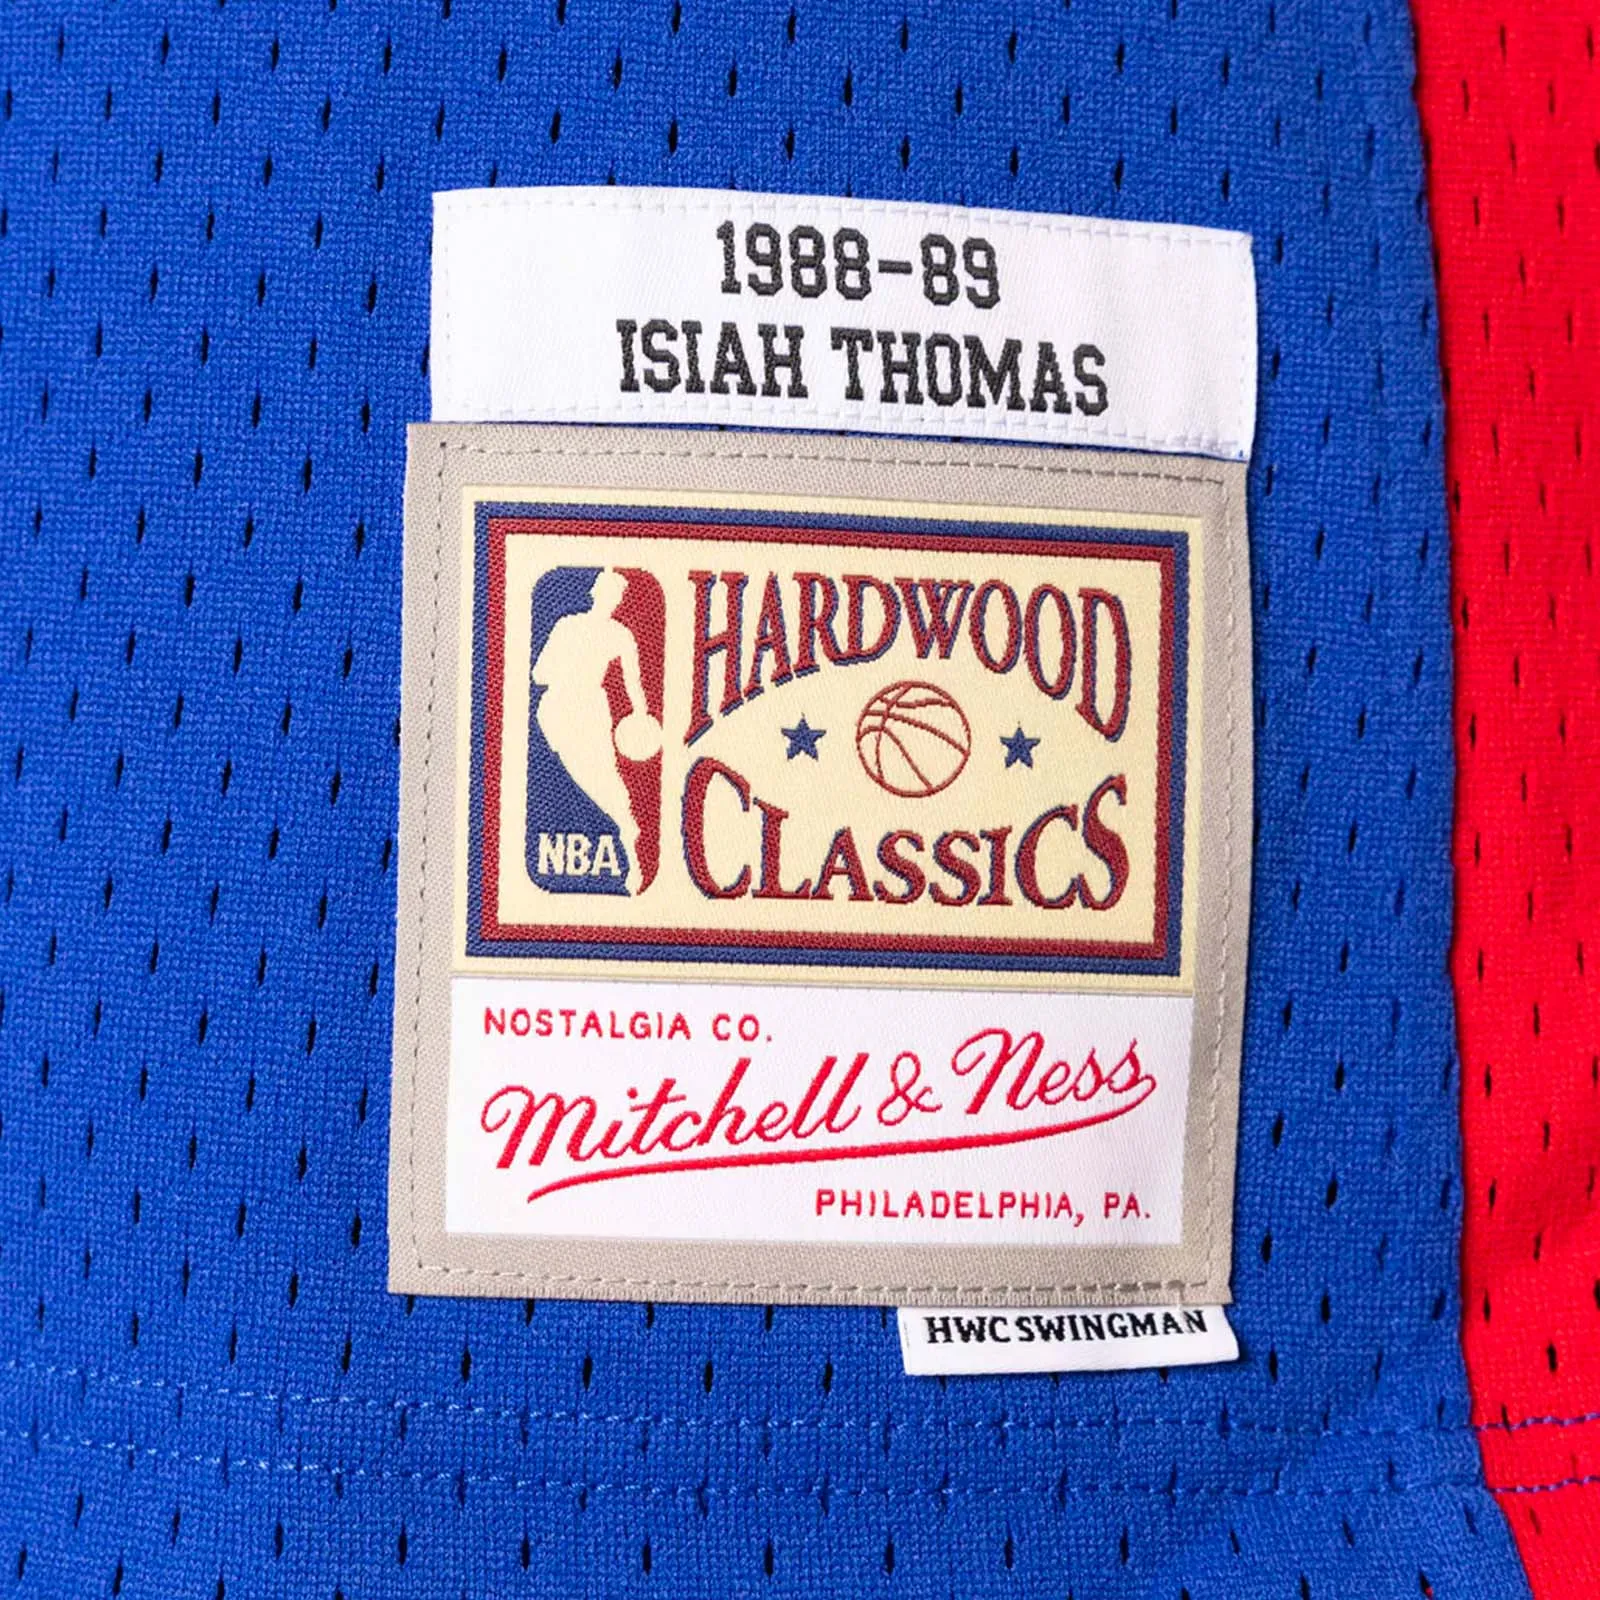 1988-89
ISIAH THOMAS
NBA
HARDWOOD
CLASSICS
NOSTALGIA CO.
Mitchell & Ness
PHILADELPHIA, PA.
HWC SWINGMAN